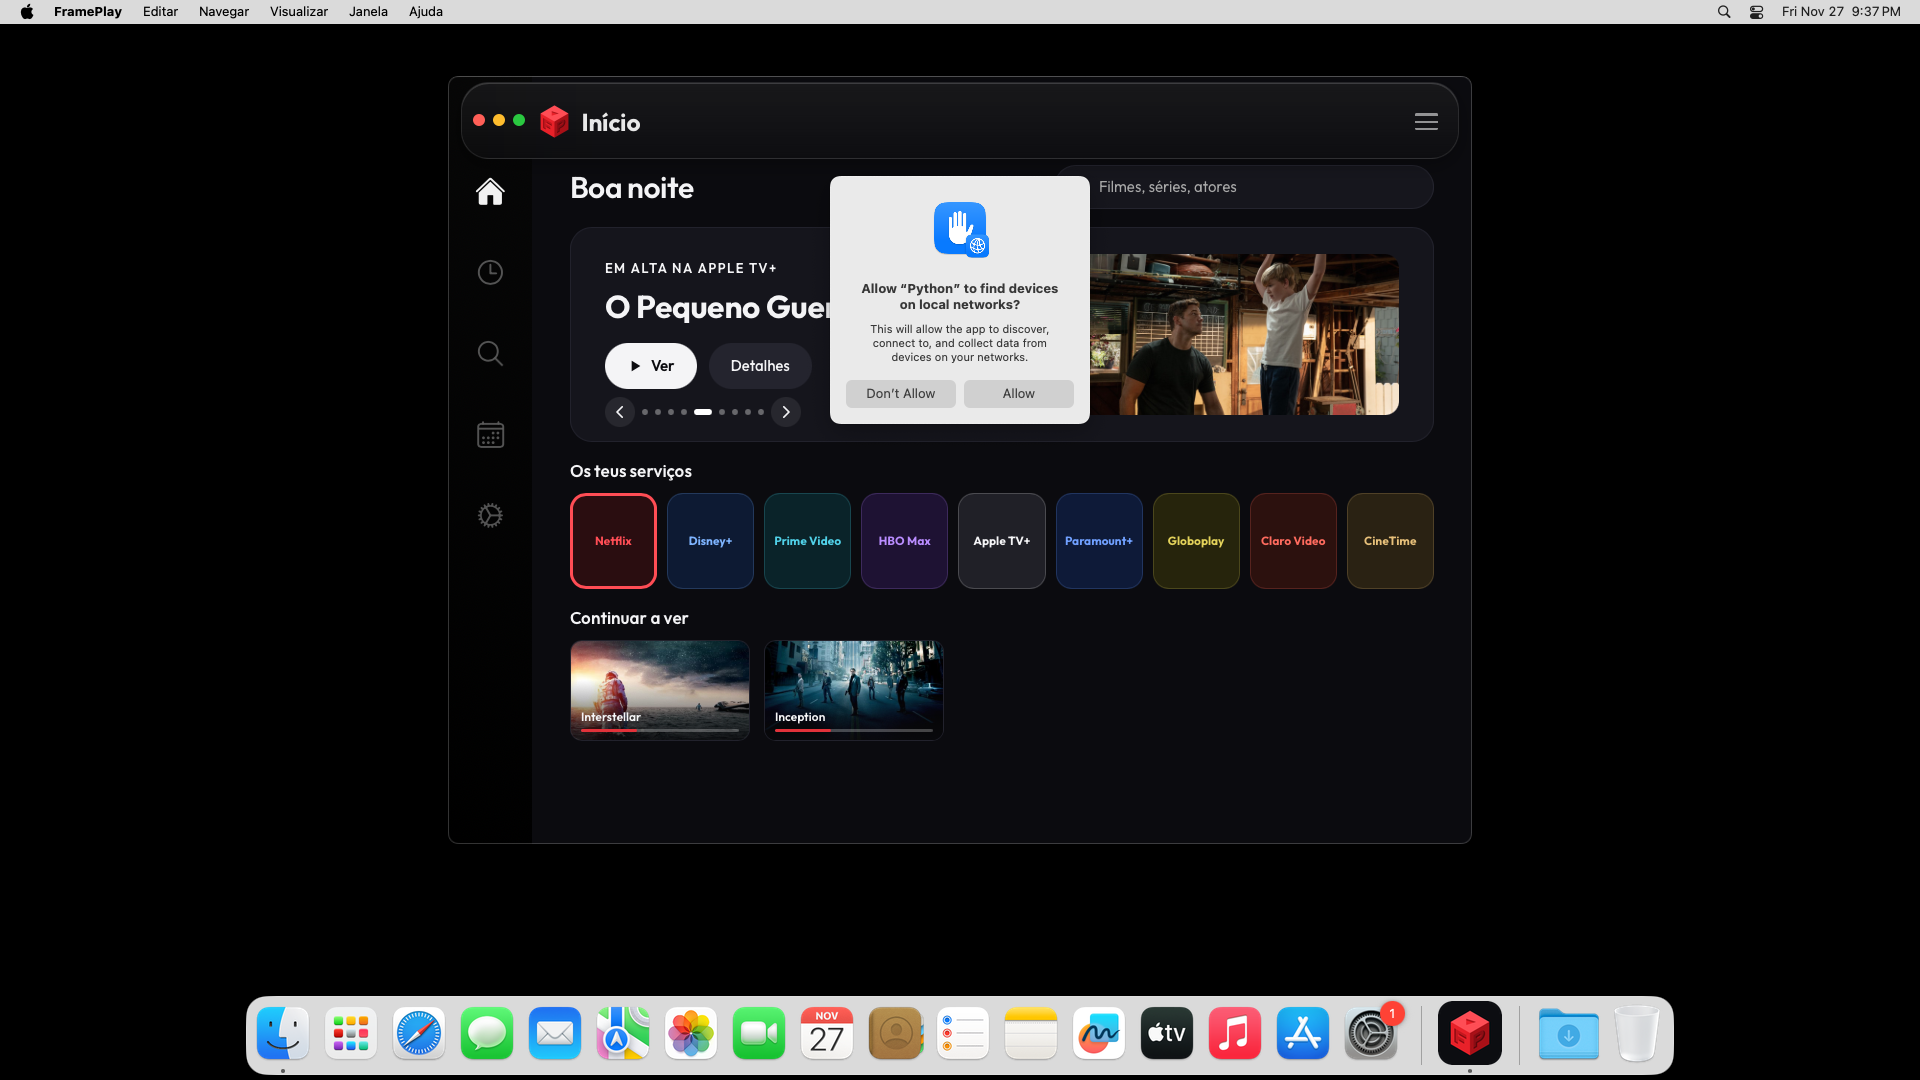 FramePlay Editar Navegar Visualizar Janela Ajuda
Fri Nov 27 9:37 PM
Início
Boa noite
Filmes, séries, atores
EM ALTA NA APPLE TV+
O Pequeno Guer
Ver
Detalhes
Allow “Python” to find devices
on local networks?
This will allow the app to discover,
connect to, and collect data from
devices on your networks.
Don’t Allow
Allow
Os teus serviços
Netflix
Disney+
Prime Video
HBO Max
Apple TV+
Paramount+
Globoplay
Claro Video
CineTime
Continuar a ver
Interstellar
Inception
NOV
27
tv
1